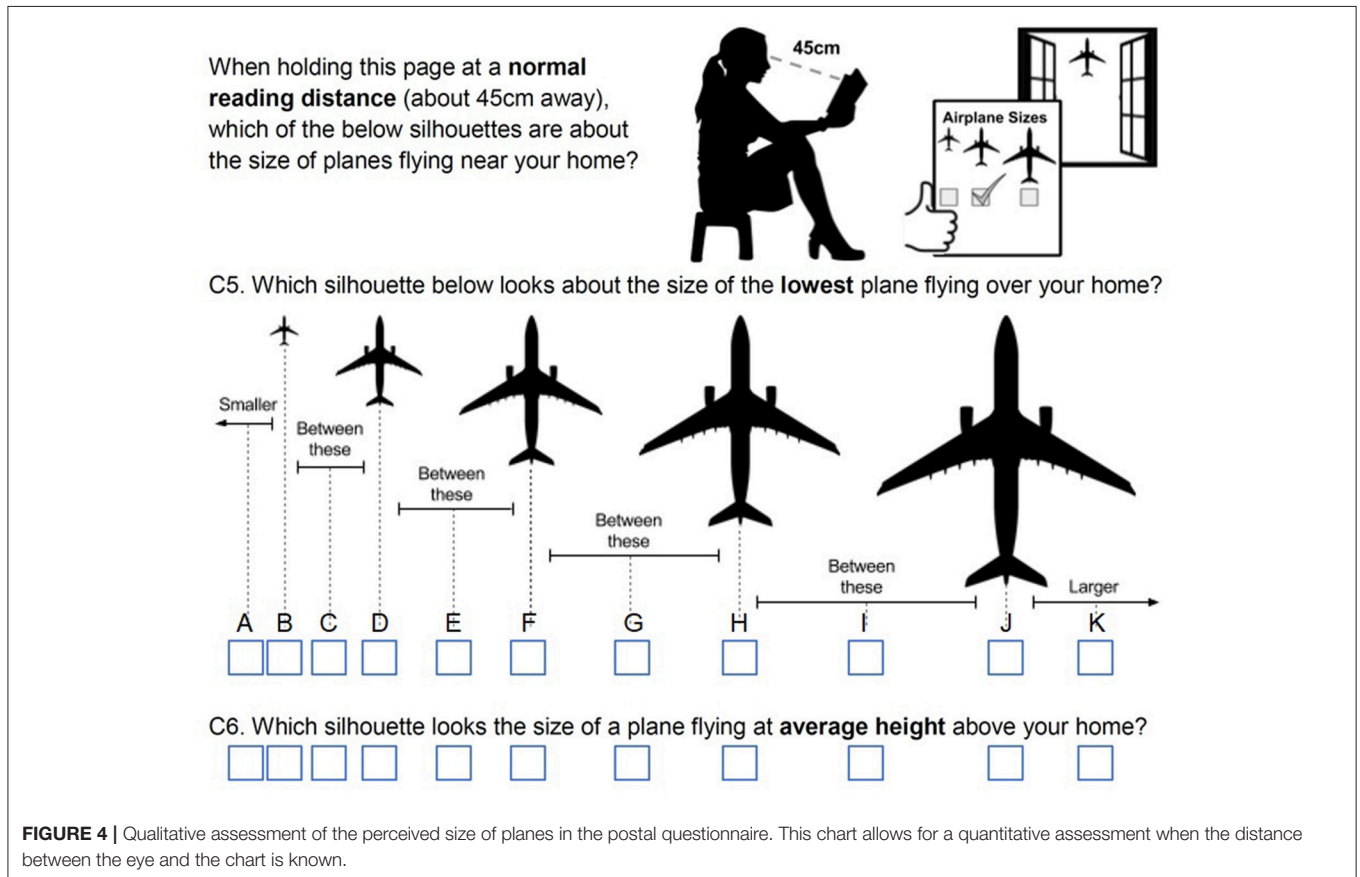 When holding this page at a normal
reading distance (about 45cm away),
which of the below silhouettes are about
the size of planes flying near your home?
45cm
Airplane Sizes
C5. Which silhouette below looks about the size of the lowest plane flying over your home?
Smaller
Between
these
Between
these
Between
these
Between
these
Larger
A B C D E F G H I J K
C6. Which silhouette looks the size of a plane flying at average height above your home?
FIGURE 4 | Qualitative assessment of the perceived size of planes in the postal questionnaire. This chart allows for a quantitative assessment when the distance
between the eye and the chart is known.